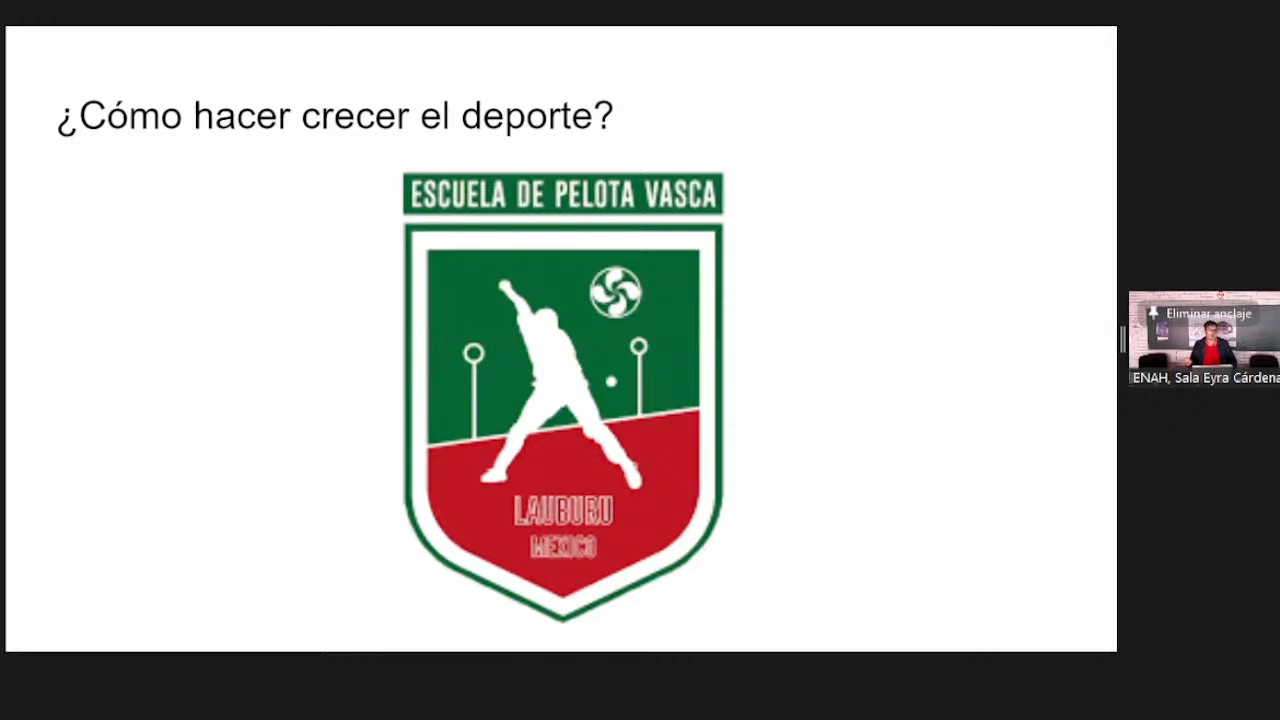 ¿Cómo hacer crecer el deporte?
ESCUELA DE PELOTA VASCA
LAUBURU
MEXICO
Eliminar anclaje
ENAH, Sala Eyra Cárdena